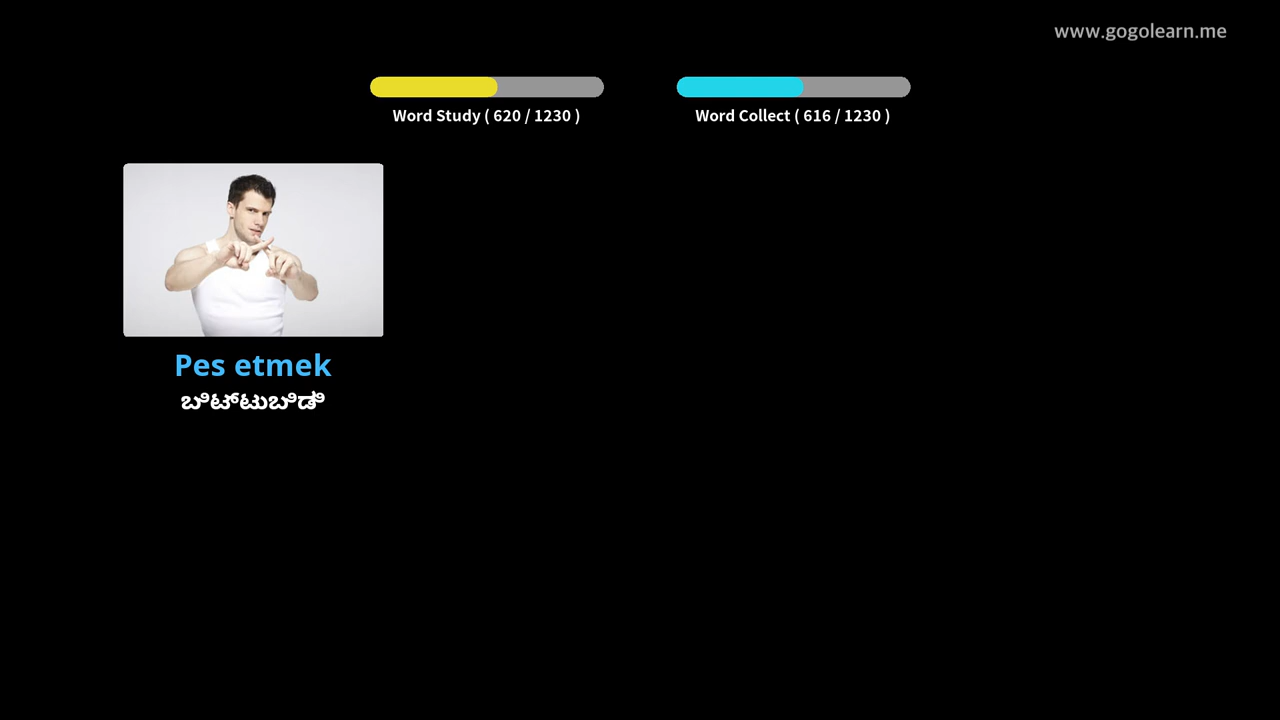 www.gogolearn.me
Word Study ( 620 / 1230 )
Word Collect ( 616 / 1230 )
Pes etmek
ಬಿಟ್ಟುಬಿಡಿ